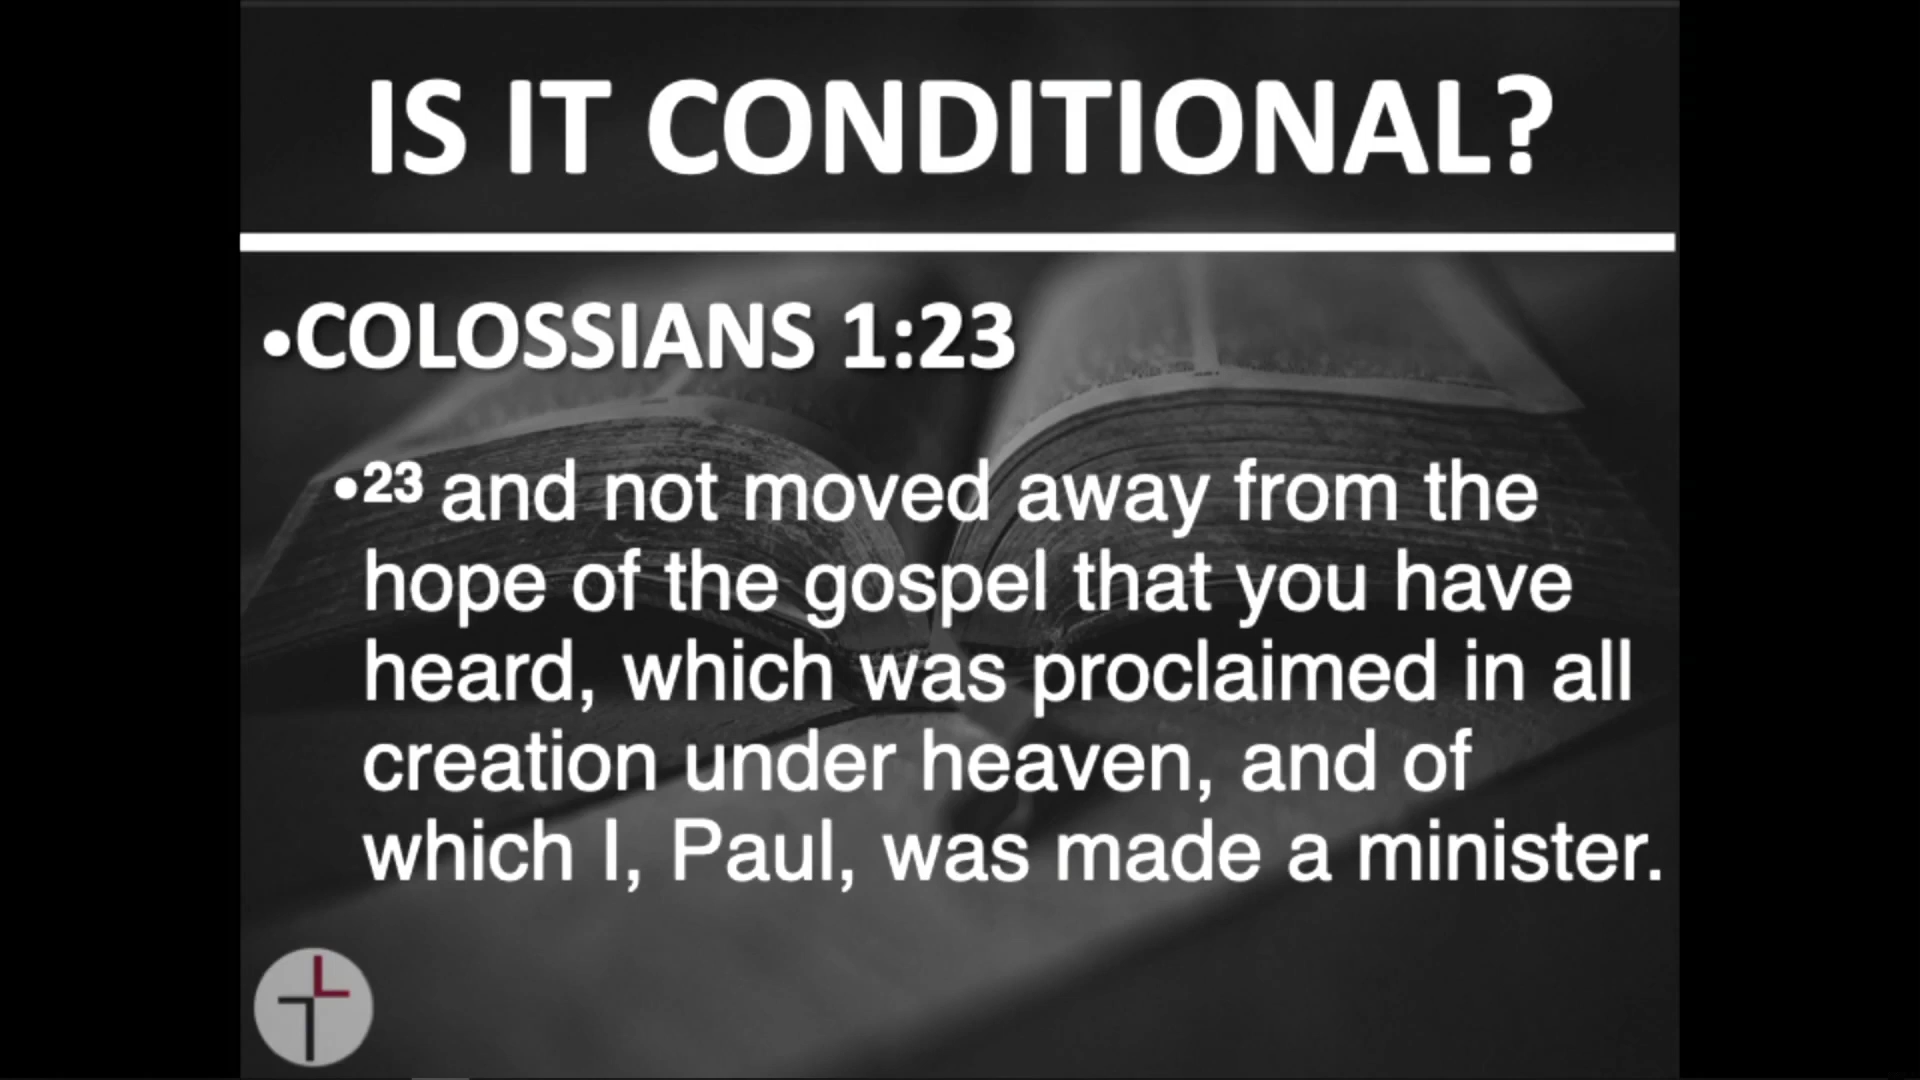 IS IT CONDITIONAL?
•COLOSSIANS 1:23
•23 and not moved away from the
hope of the gospel that you have
heard, which was proclaimed in all
creation under heaven, and of
which I, Paul, was made a minister.